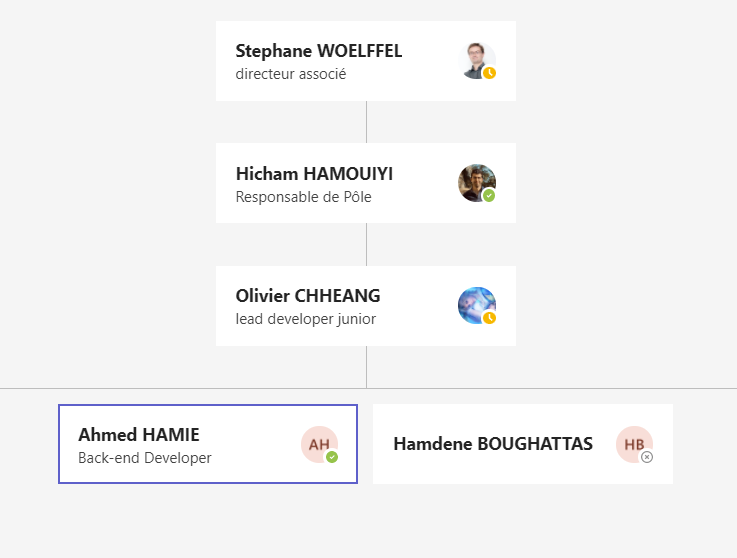 Stephane WOELFFEL
directeur associé
Hicham HAMOUIYI
Responsable de Pôle
Olivier CHHEANG
lead developer junior
Ahmed HAMIE
Back-end Developer
AH
Hamdene BOUGHATTAS
HB